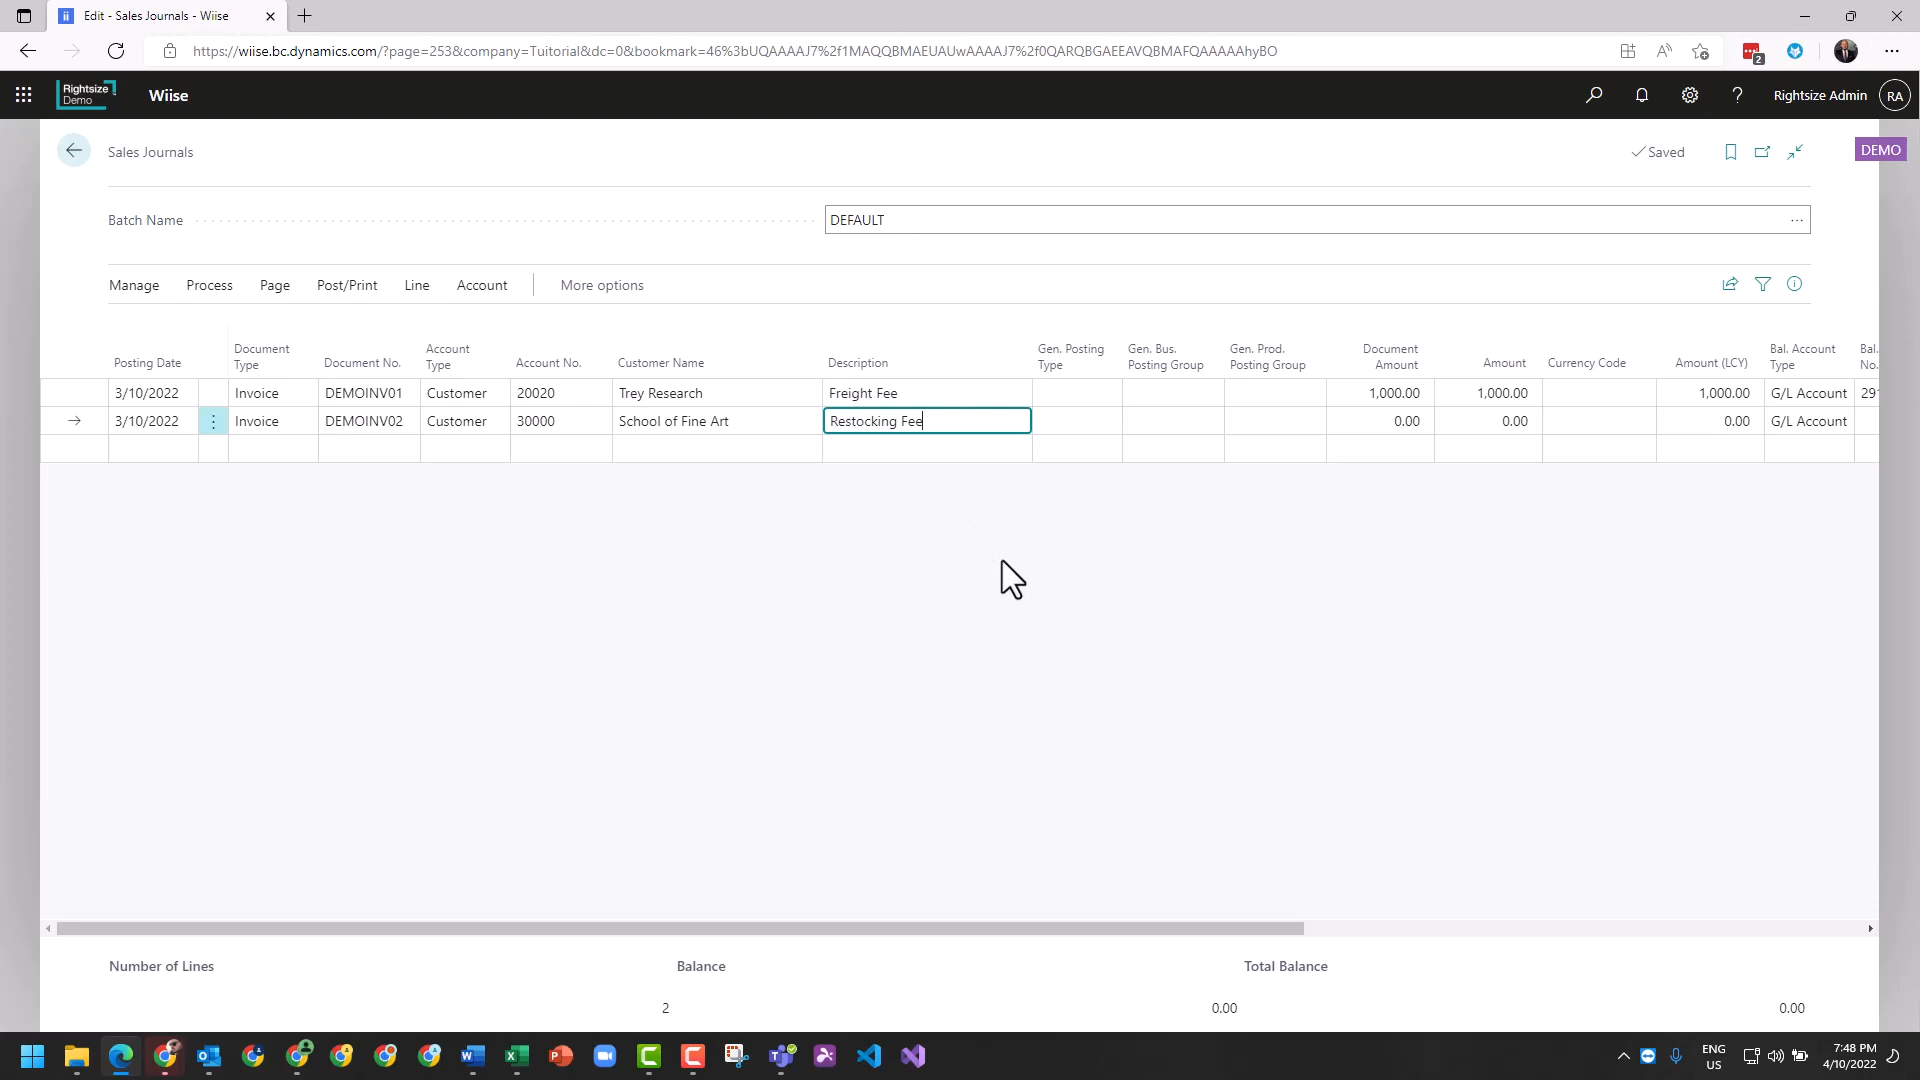 Edit - Sales Journals - Wiise
https://wiise.bc.dynamics.com/?page=253&company=Tuitorial&dc=0&bookmark=46%3bUQAAAAJ7%2f1MAQQBMAEUAUwAAAAJ7%2f0QARQBGAEEAVQBMAFQAAAAAhyBO
2
Rightsize
Demo
Wiise
? Rightsize Admin RA
Sales Journals
Saved
DEMO
Batch Name
DEFAULT
Manage Process Page Post/Print Line Account More options
Posting Date Document Type Document No. Account Type Account No. Customer Name Description Gen. Posting Type Gen. Bus. Posting Group Gen. Prod. Posting Group Document Amount Amount Currency Code Amount (LCY) Bal. Account Type Bal. No.
3/10/2022 Invoice DEMOINV01 Customer 20020 Trey Research Freight Fee 1,000.00 1,000.00 1,000.00 G/L Account 291
3/10/2022 Invoice DEMOINV02 Customer 30000 School of Fine Art Restocking Fee 0.00 0.00 0.00 G/L Account
Number of Lines Balance Total Balance
2 0.00 0.00
ENG
US
7:48 PM
4/10/2022